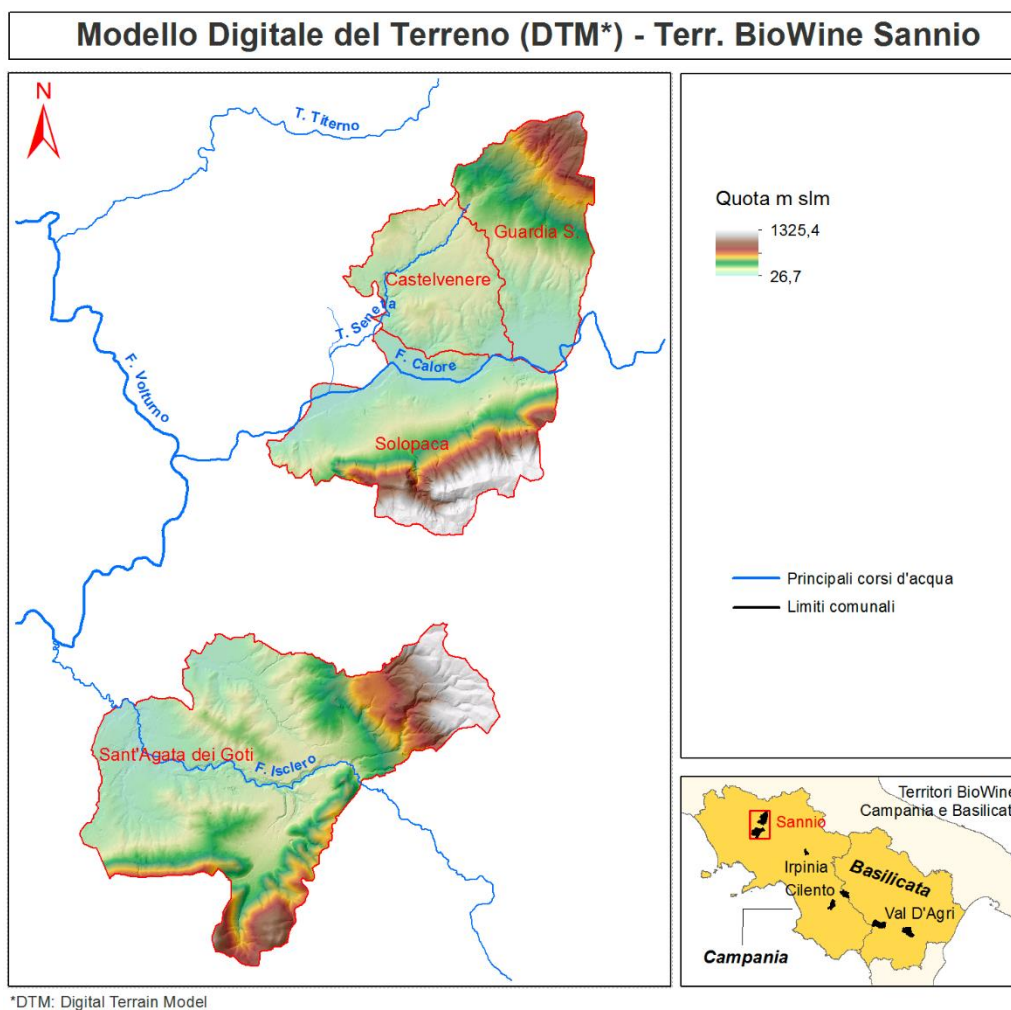 Modello Digitale del Terreno (DTM*) - Terr. BioWine Sannio
N
T. Titerno
Guardia S.
Castelvenere
T. Seneta
F. Calore
F. Volturno
Solopaca
Sant'Agata dei Goti
F. Isclero
Quota m slm
1325,4
26,7
Principali corsi d'acqua
Limiti comunali
Territori BioWine
Campania e Basilicat
Sannio
Irpinia
Basilicata
Cilento
Val D'Agri
Campania
*DTM: Digital Terrain Model